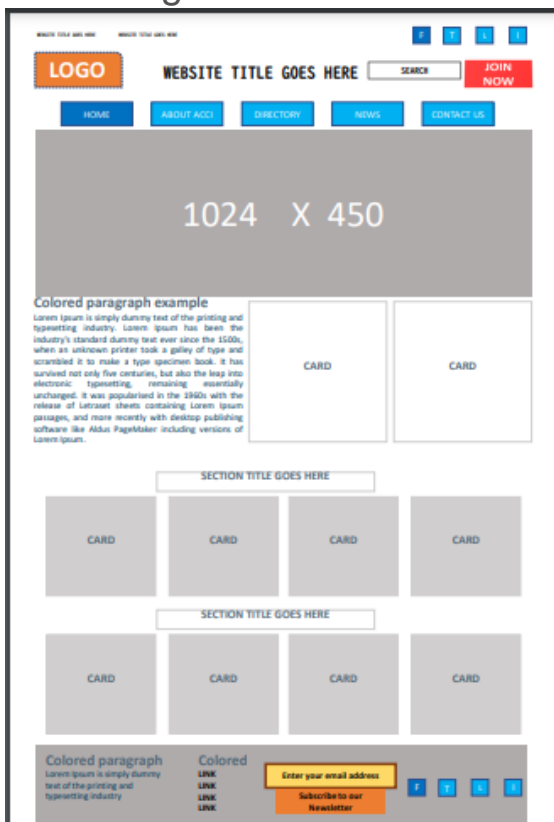 WEBSITE TITLE GOES HERE WEBSITE TITLE GOES HERE
F T L I
LOGO
WEBSITE TITLE GOES HERE
SEARCH
JOIN
NOW
HOME
ABOUT ACCI
DIRECTORY
NEWS
CONTACT US
1024 X 450
Colored paragraph example
Lorem Ipsum is simply dummy text of the printing and
typesetting industry. Lorem Ipsum has been the
industry's standard dummy text ever since the 1500s,
when an unknown printer took a galley of type and
scrambled it to make a type specimen book. It has
survived not only five centuries, but also the leap into
electronic typesetting, remaining essentially
unchanged. It was popularised in the 1960s with the
release of Letraset sheets containing Lorem Ipsum
passages, and more recently with desktop publishing
software like Aldus PageMaker including versions of
Lorem Ipsum.
CARD
CARD
SECTION TITLE GOES HERE
CARD
CARD
CARD
CARD
SECTION TITLE GOES HERE
CARD
CARD
CARD
CARD
Colored paragraph
Lorem Ipsum is simply dummy
text of the printing and
typesetting industry
Colored
LINK
LINK
LINK
LINK
Enter your email address
Subscribe to our
Newsletter
F T L I